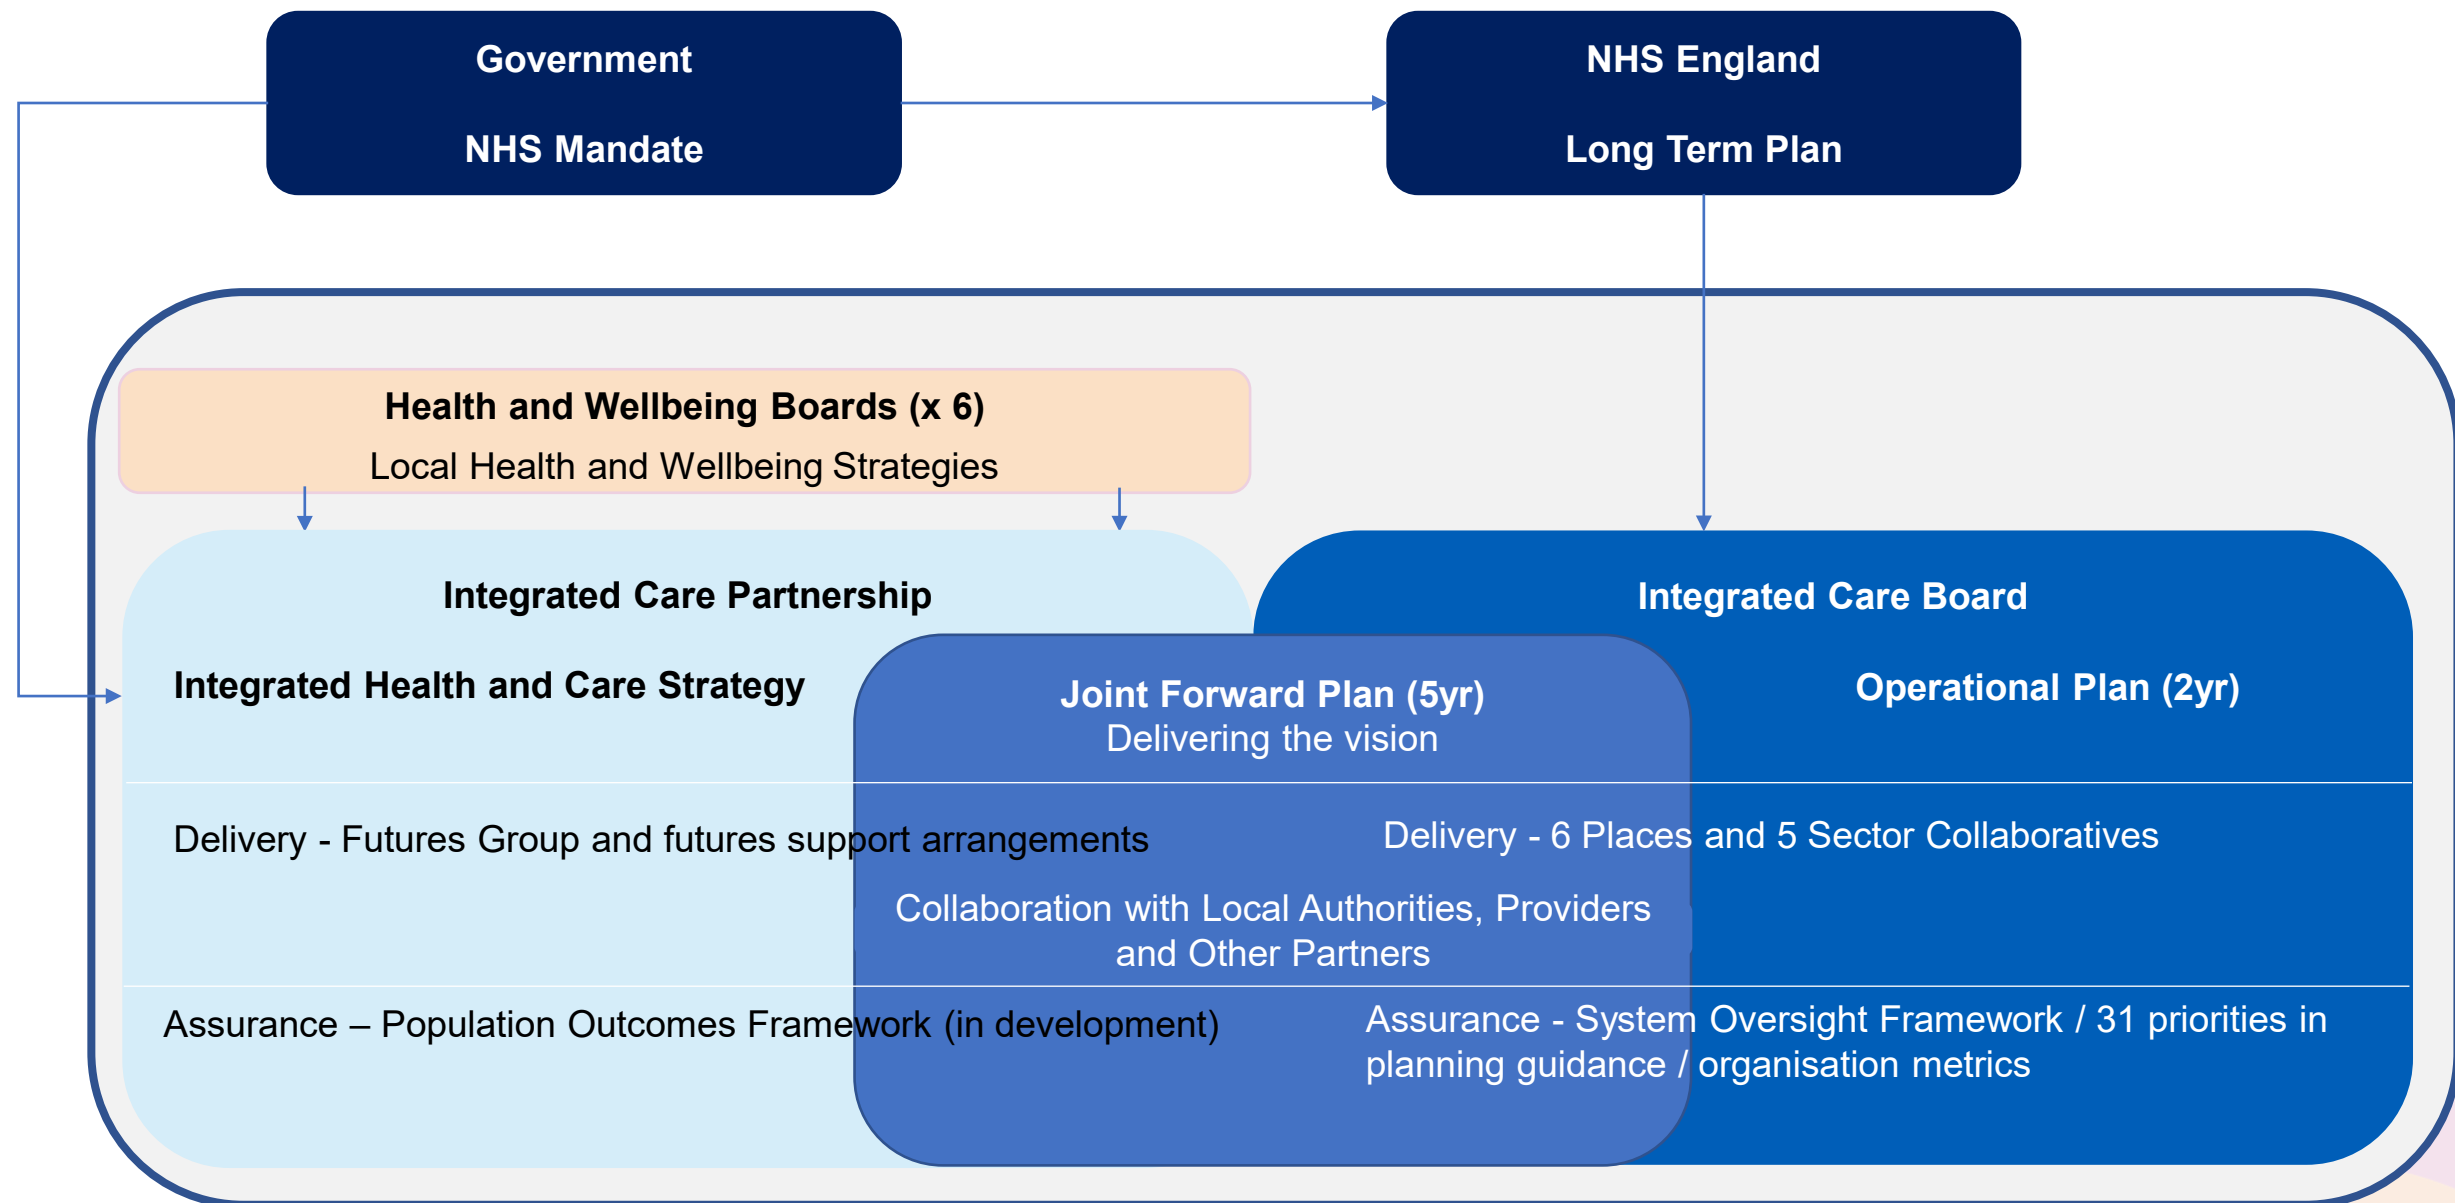 Government
NHS Mandate
NHS England
Long Term Plan
Health and Wellbeing Boards (x 6)
Local Health and Wellbeing Strategies
Integrated Care Partnership
Integrated Care Board
Integrated Health and Care Strategy
Joint Forward Plan (5yr)
Delivering the vision
Operational Plan (2yr)
Delivery - Futures Group and futures support arrangements
Delivery - 6 Places and 5 Sector Collaboratives
Collaboration with Local Authorities, Providers
and Other Partners
Assurance – Population Outcomes Framework (in development)
Assurance - System Oversight Framework / 31 priorities in
planning guidance / organisation metrics